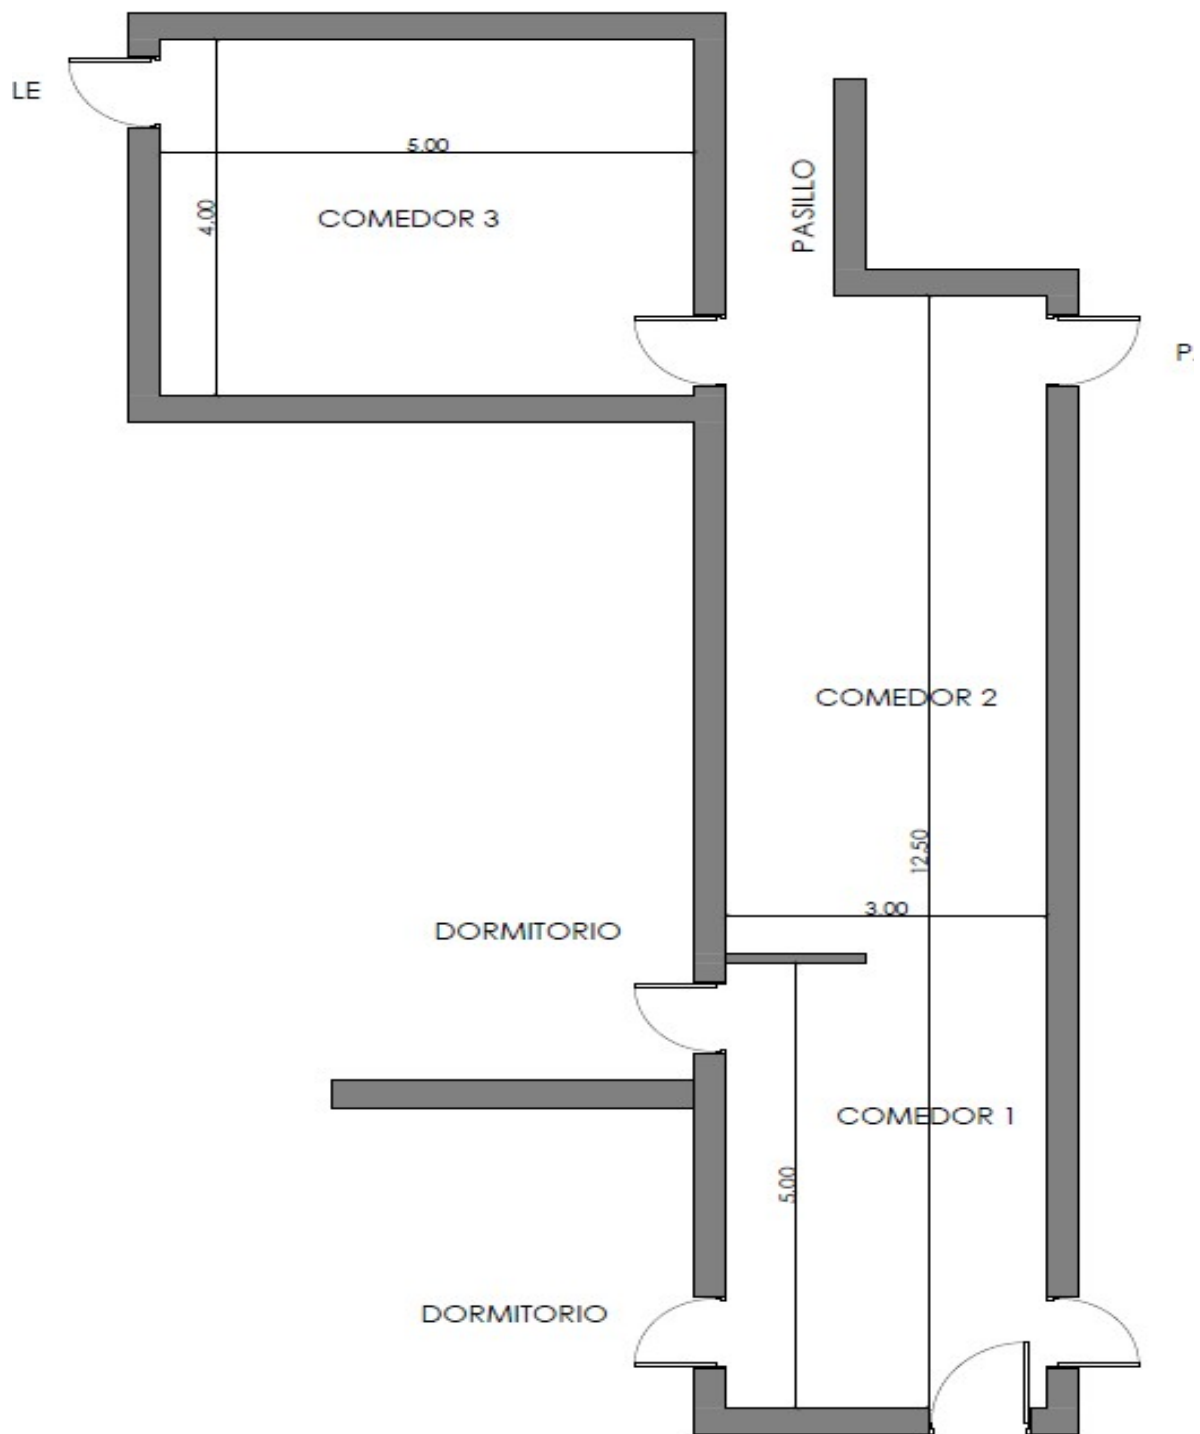 LE
5.00
4,00
COMEDOR 3
PASILLO
COMEDOR 2
12,50
3.00
DORMITORIO
COMEDOR 1
5,00
DORMITORIO